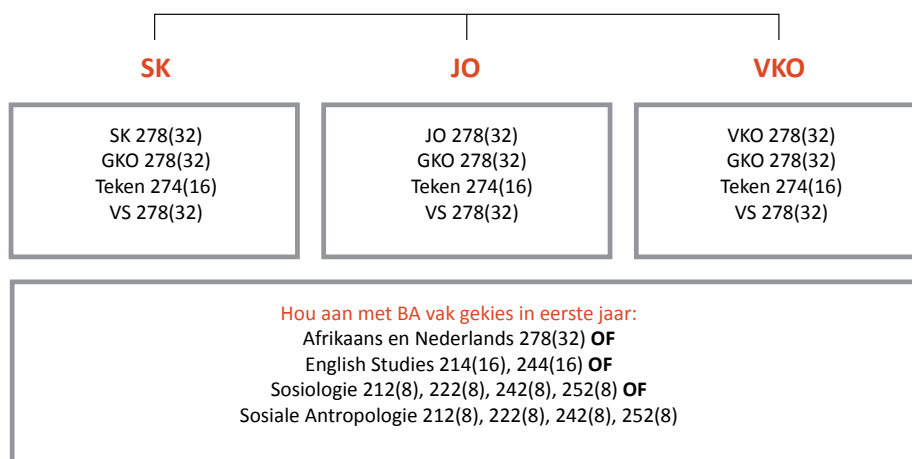 SK
JO
VKO
SK 278(32)
GKO 278(32)
Teken 274(16)
VS 278(32)
JO 278(32)
GKO 278(32)
Teken 274(16)
VS 278(32)
VKO 278(32)
GKO 278(32)
Teken 274(16)
VS 278(32)
Hou aan met BA vak gekies in eerste jaar:
Afrikaans en Nederlands 278(32) OF
English Studies 214(16), 244(16) OF
Sosiologie 212(8), 222(8), 242(8), 252(8) OF
Sosiale Antropologie 212(8), 222(8), 242(8), 252(8)